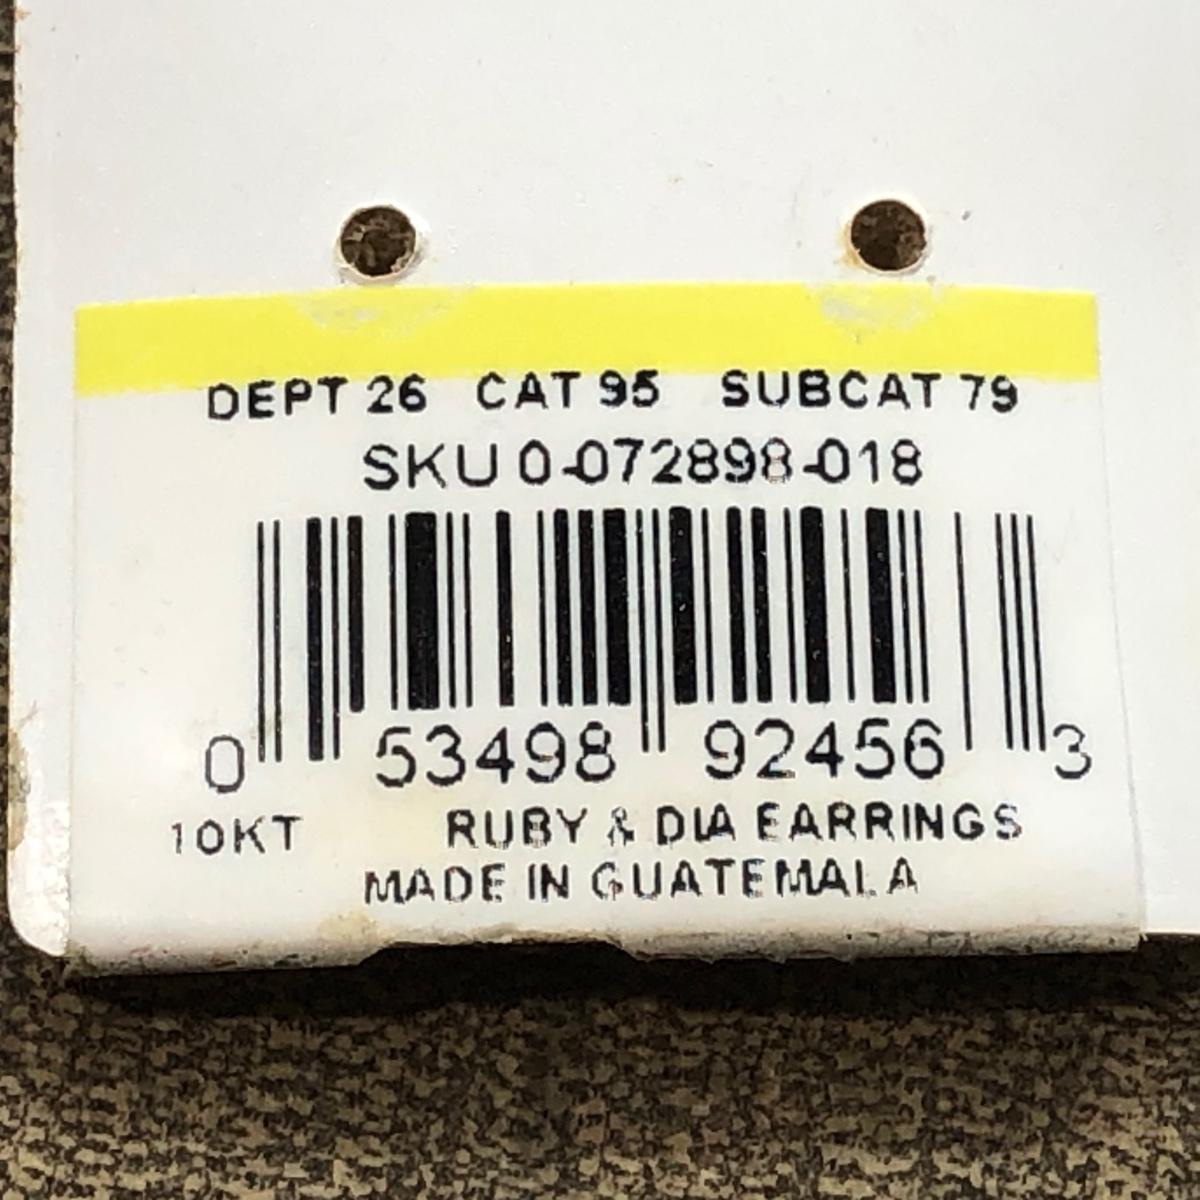 DEPT 26 CAT 95 SUBCAT 79
SKU 0-072898-018
0 53498 92456 3
10KT RUBY & DIA EARRINGS
MADE IN GUATEMALA